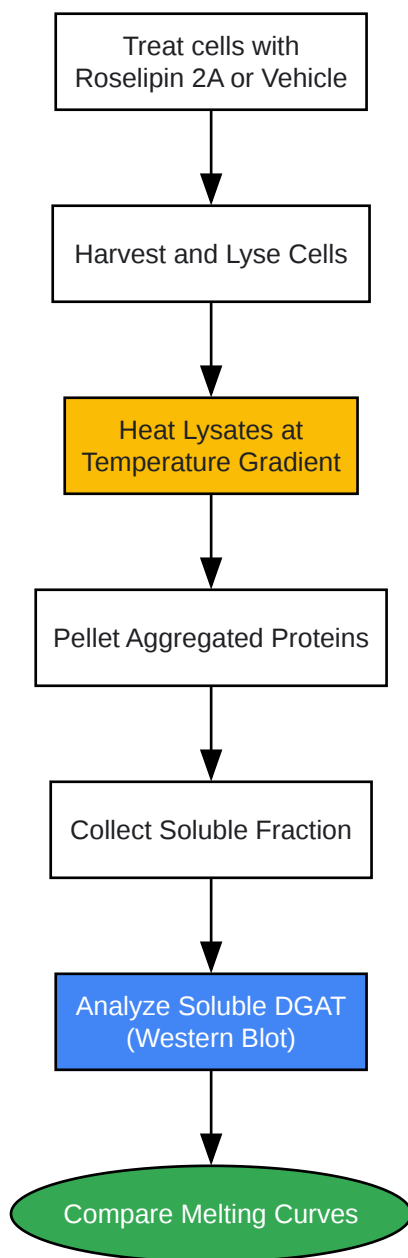 Treat cells with
Roselipin 2A or Vehicle
Harvest and Lyse Cells
Heat Lysates at
Temperature Gradient
Pellet Aggregated Proteins
Collect Soluble Fraction
Analyze Soluble DGAT
(Western Blot)
Compare Melting Curves